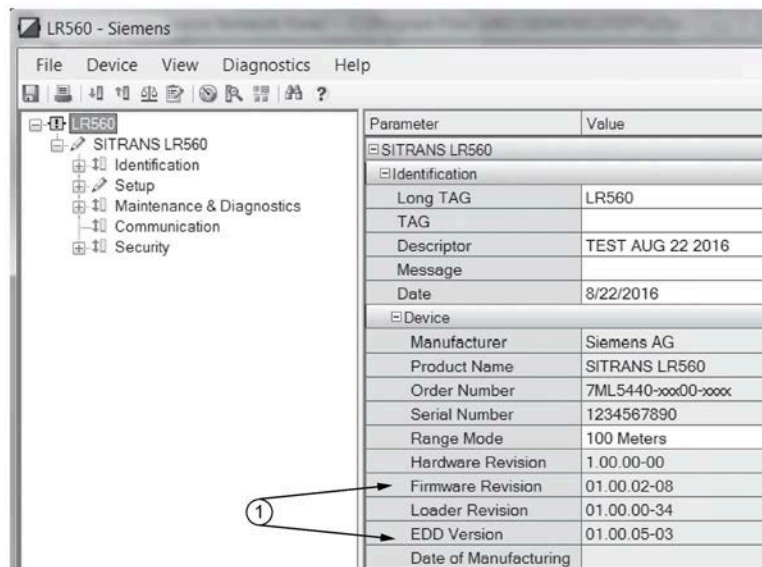 LR560 - Siemens
File Device View Diagnostics Help
LR560
SITRANS LR560
Identification
Setup
Maintenance & Diagnostics
Communication
Security
Parameter Value
SITRANS LR560
Identification
Long TAG LR560
TAG
Descriptor TEST AUG 22 2016
Message
Date 8/22/2016
Device
Manufacturer Siemens AG
Product Name SITRANS LR560
Order Number 7ML5440-xxx00-xxxx
Serial Number 1234567890
Range Mode 100 Meters
Hardware Revision 1.00.00-00
Firmware Revision 01.00.02-08
1
Loader Revision 01.00.00-34
EDD Version 01.00.05-03
Date of Manufacturing